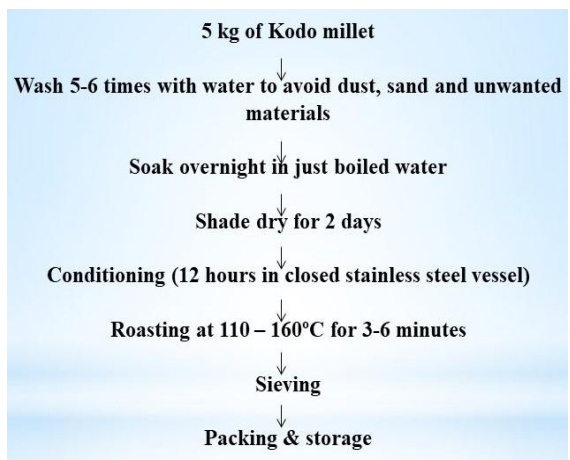 5 kg of Kodo millet
Wash 5-6 times with water to avoid dust, sand and unwanted
materials
Soak overnight in just boiled water
Shade dry for 2 days
Conditioning (12 hours in closed stainless steel vessel)
Roasting at 110 – 160ºC for 3-6 minutes
Sieving
Packing & storage